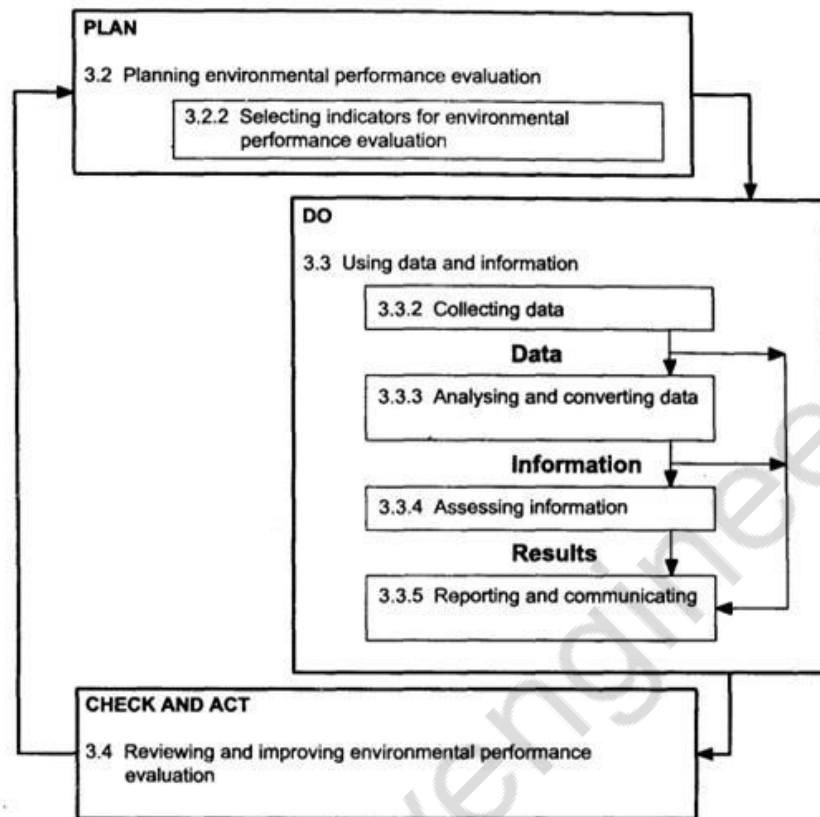 PLAN
3.2 Planning environmental performance evaluation
3.2.2 Selecting indicators for environmental
performance evaluation
DO
3.3 Using data and information
3.3.2 Collecting data
Data
3.3.3 Analysing and converting data
Information
3.3.4 Assessing information
Results
3.3.5 Reporting and communicating
CHECK AND ACT
3.4 Reviewing and improving environmental performance
evaluation